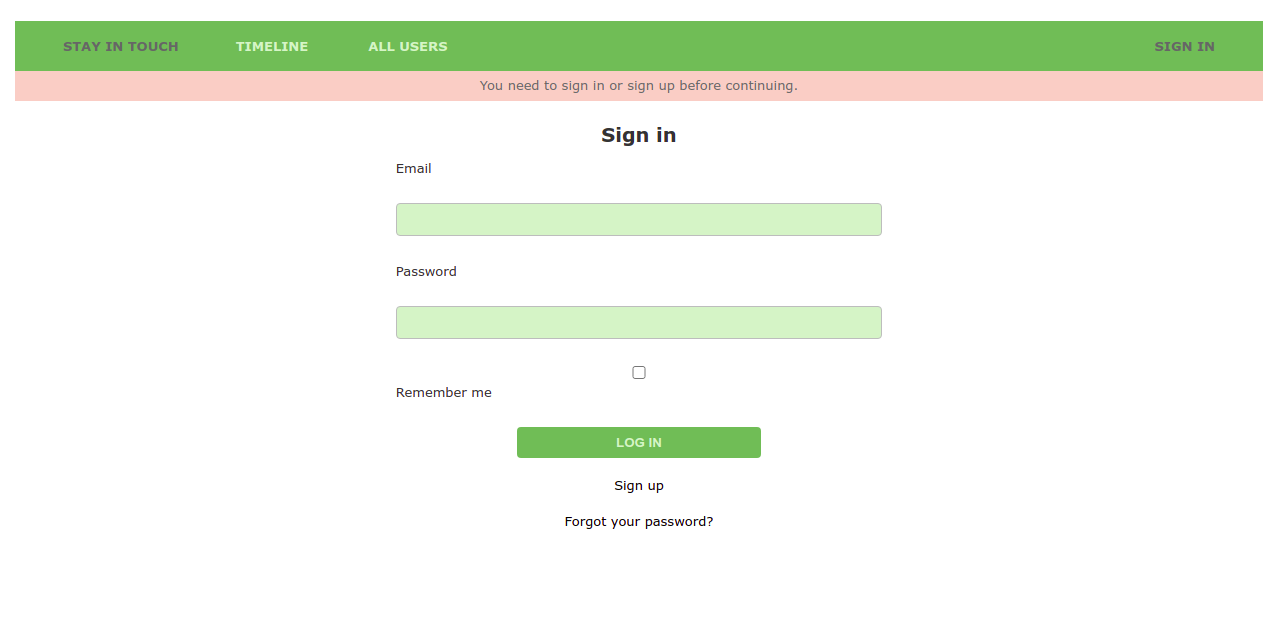 STAY IN TOUCH TIMELINE ALL USERS SIGN IN
You need to sign in or sign up before continuing.
Sign in
Email
Password
Remember me
LOG IN
Sign up
Forgot your password?